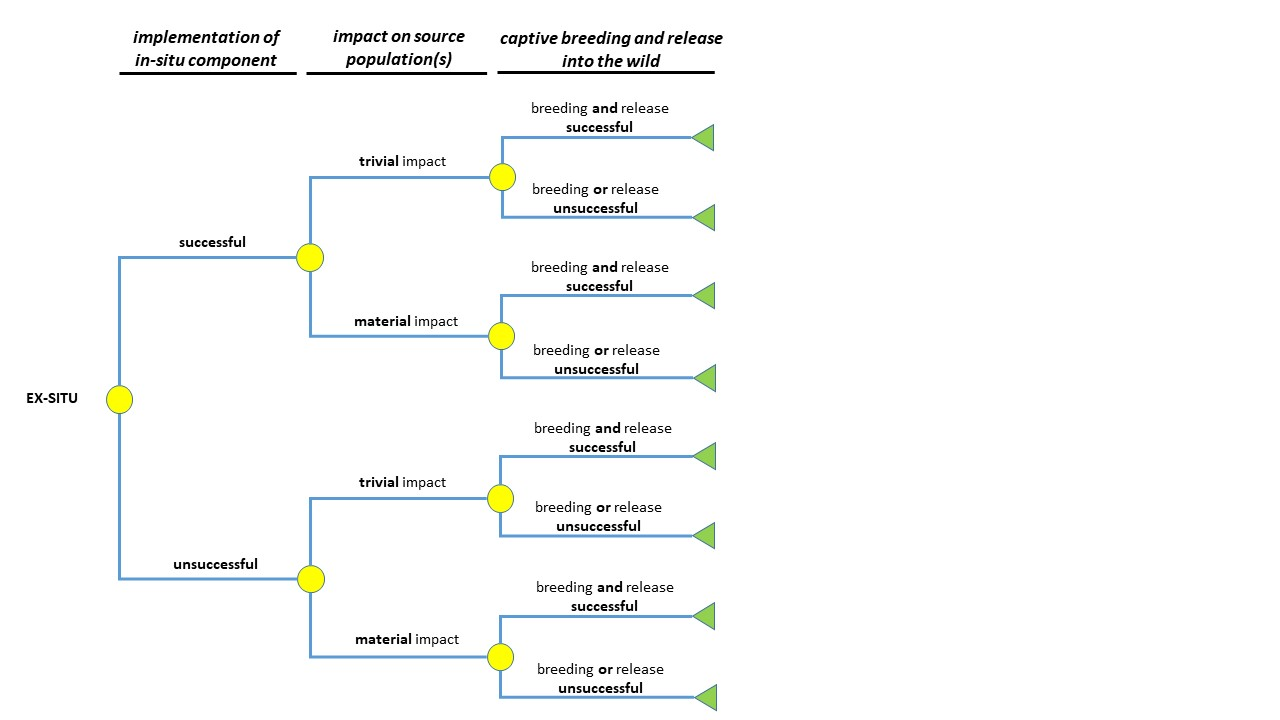 implementation of
in-situ component
impact on source
population(s)
captive breeding and release
into the wild
breeding and release
successful
trivial impact
breeding or release
unsuccessful
successful
breeding and release
successful
material impact
breeding or release
unsuccessful
EX-SITU
breeding and release
successful
trivial impact
breeding or release
unsuccessful
unsuccessful
breeding and release
successful
material impact
breeding or release
unsuccessful